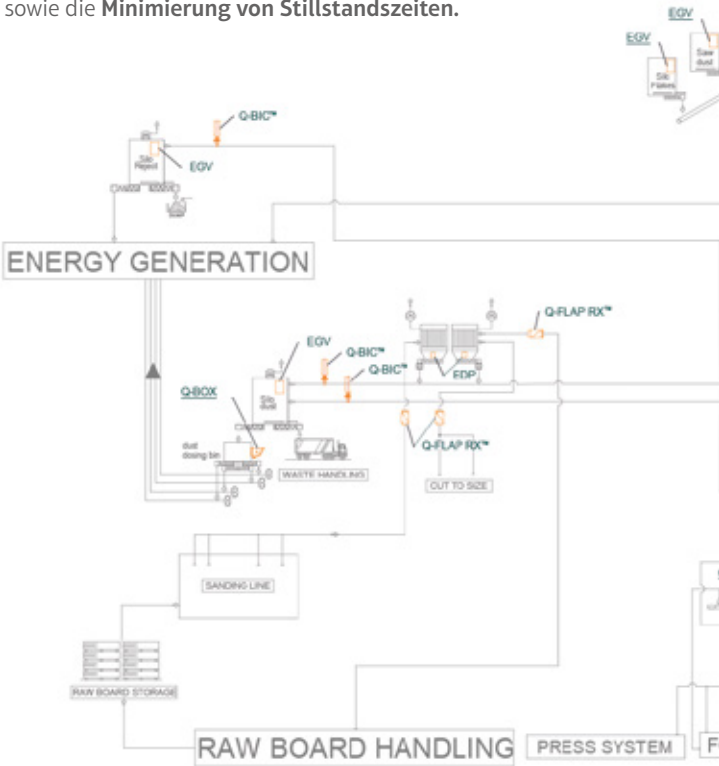 sowie die Minimierung von Stillstandszeiten.
EGV
EGV
Saw
dust
Silo
Flakes
Q-BIC™
Silo
Reject
EGV
ENERGY GENERATION
Q-FLAP RX™
EGV
Q-BIC™
Q-BIC™
EDP
Q-BOX
Silo
dust
dust
dosing bin
Q-FLAP RX™
WASTE HANDLING
CUT TO SIZE
SANDING LINE
RAW BOARD STORAGE
RAW BOARD HANDLING
PRESS SYSTEM
F